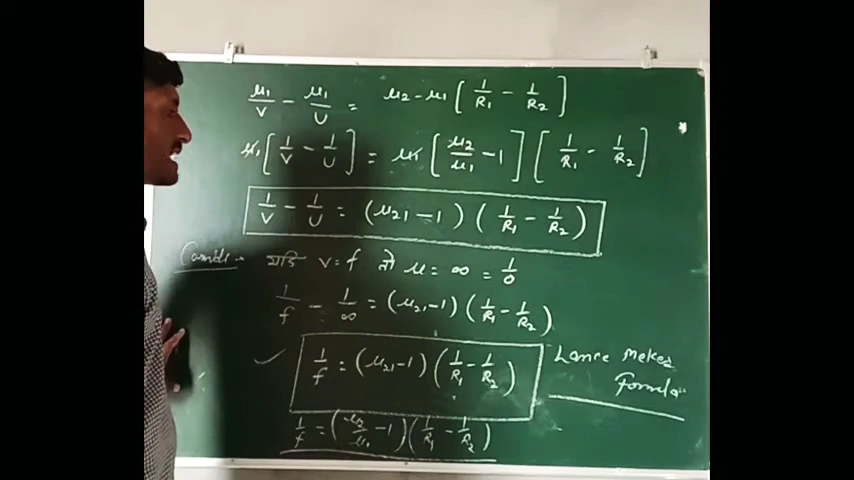 μ₁/v - μ₁/u = μ₂-μ₁ [1/R₁ - 1/R₂]
μ₁[1/v - 1/u] = μ₁[μ₂/μ₁ - 1] [1/R₁ - 1/R₂]
1/v - 1/u = (μ₂₁ - 1) (1/R₁ - 1/R₂)
यदि v=f तो u = ∞ = 1/0
1/f - 1/∞ = (μ₂₁-1) (1/R₁ - 1/R₂)
1/f = (μ₂₁-1) (1/R₁ - 1/R₂)
Lance Maker
Formula
1/f = (μ₂/μ₁ - 1)(1/R₁ - 1/R₂)